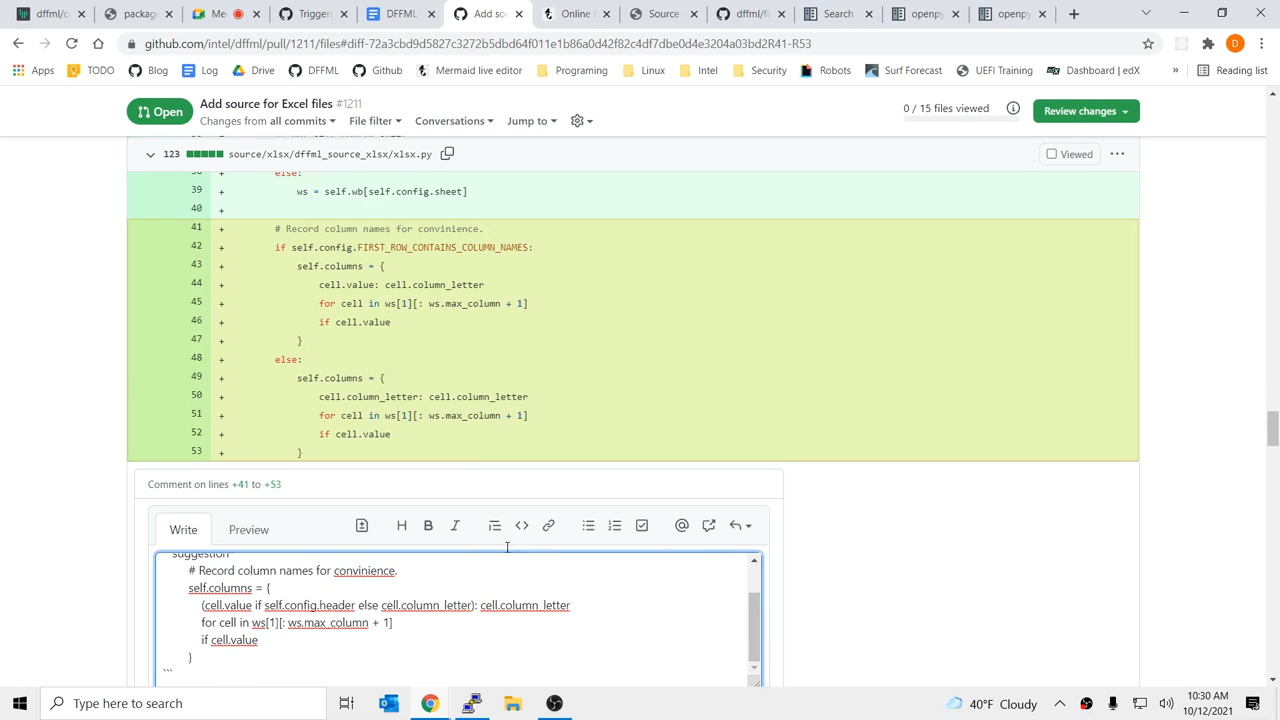 dffml/c
package
Me
Diffgra
DFFML
Add so
Online
Source
dffml/
Search
openpy
openpy
github.com/intel/dffml/pull/1211/files#diff-72a3cbd9d5827c3273c5dbd64f011e1b86a0d42f82c4df7dbe0d4e3204a03bd2R41-R53
D
Apps TODO Blog Log Drive DFFML Github Mermaid live editor Programing Linux Intel Security Robots Surf Forecast UEFI Training Dashboard | edX » Reading list
Open
Add source for Excel files #1211
Changes from all commits File filter Conversations Jump to
0 / 15 files viewed
Review changes
123 source/xlsx/dffml_source_xlsx/xlsx.py
Viewed
38 + else:
39 + ws = self.wb[self.config.sheet]
40 +
41 + # Record column names for convinience.
42 + if self.config.FIRST_ROW_CONTAINS_COLUMN_NAMES:
43 + self.columns = {
44 + cell.value: cell.column_letter
45 + for cell in ws[1][: ws.max_column + 1]
46 + if cell.value
47 + }
48 + else:
49 + self.columns = {
50 + cell.column_letter: cell.column_letter
51 + for cell in ws[1][: ws.max_column + 1]
52 + if cell.value
53 + }
Comment on lines +41 to +53
Write Preview
suggestion
# Record column names for convinience.
self.columns = {
(cell.value if self.config.header else cell.column_letter): cell.column_letter
for cell in ws[1][: ws.max_column + 1]
if cell.value
}
```
Type here to search
40°F Cloudy
10:30 AM
10/12/2021